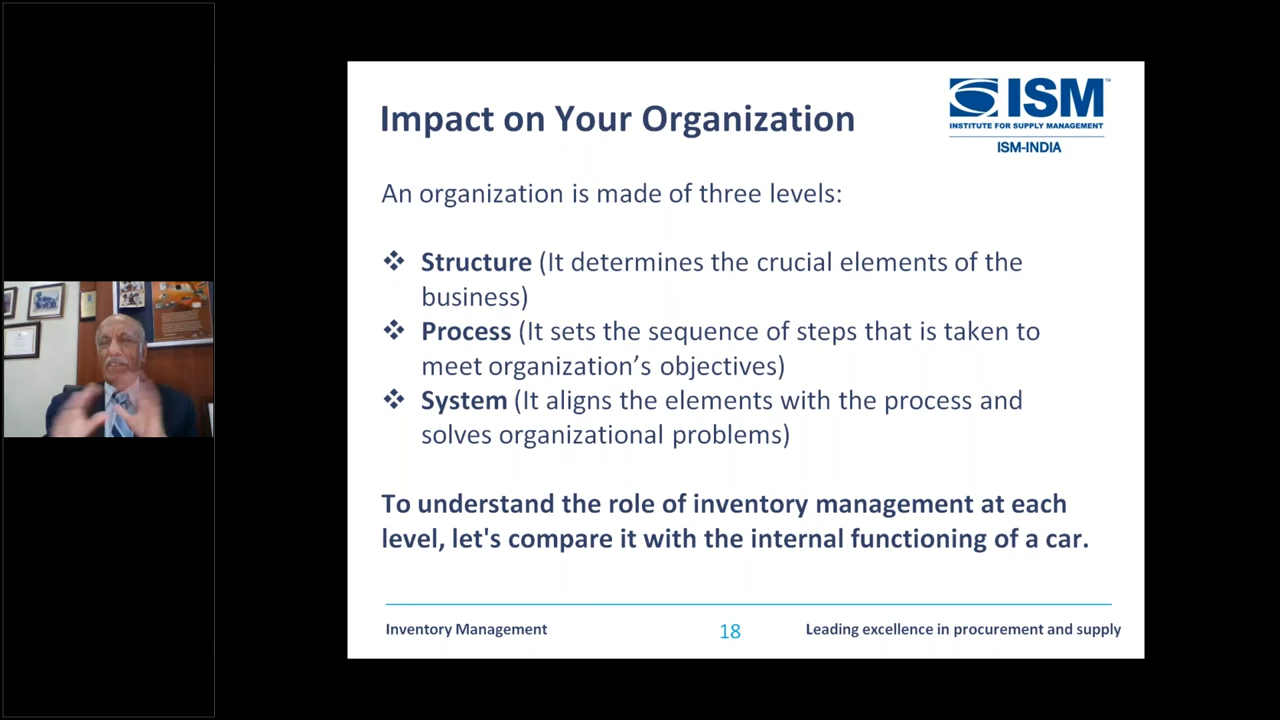 Impact on Your Organization
ISM™
INSTITUTE FOR SUPPLY MANAGEMENT
ISM-INDIA
An organization is made of three levels:
❖ Structure (It determines the crucial elements of the
business)
❖ Process (It sets the sequence of steps that is taken to
meet organization’s objectives)
❖ System (It aligns the elements with the process and
solves organizational problems)
To understand the role of inventory management at each
level, let's compare it with the internal functioning of a car.
Inventory Management
18
Leading excellence in procurement and supply